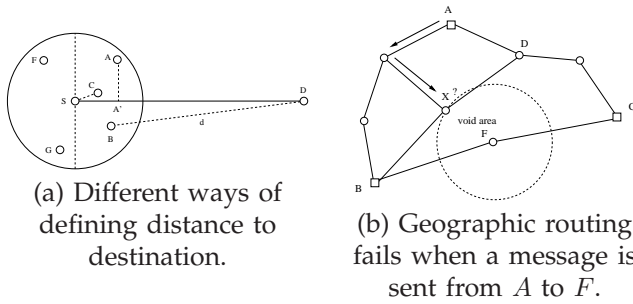 A
F
A
C
S
A'
D
B
d
G
(a) Different ways of
defining distance to
destination.
A
D
X
?
void area
F
C
B
(b) Geographic routing
fails when a message is
sent from A to F.